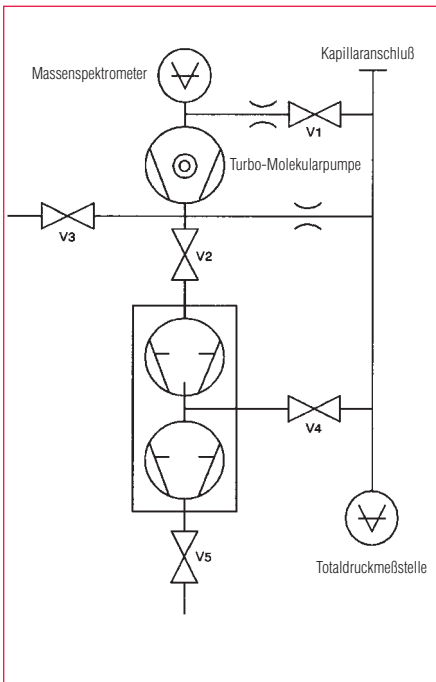 Kapillaranschluß
Massenspektrometer
V1
Turbo-Molekularpumpe
V3
V2
V4
V5
Totaldruckmeßstelle